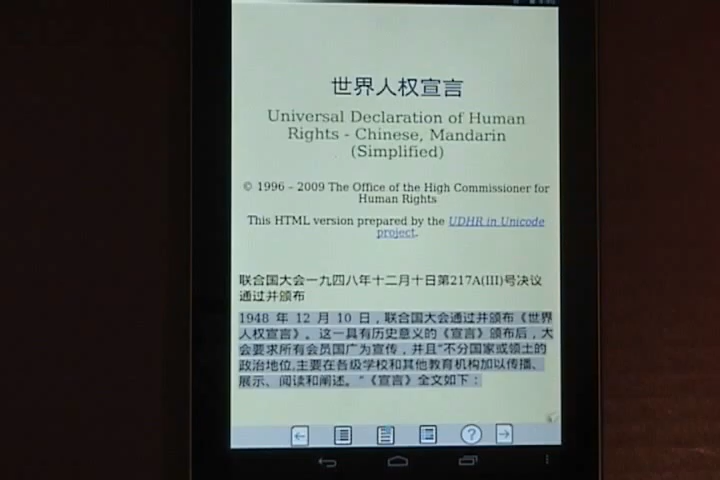 世界人权宣言
Universal Declaration of Human
Rights - Chinese, Mandarin
(Simplified)
© 1996 – 2009 The Office of the High Commissioner for
Human Rights
This HTML version prepared by the UDHR in Unicode
project.
联合国大会一九四八年十二月十日第217A(III)号决议
通过并颁布
1948 年 12 月 10 日，联合国大会通过并颁布《世界
人权宣言》。这一具有历史意义的《宣言》颁布后，大
会要求所有会员国广为宣传，并且“不分国家或领土的
政治地位,主要在各级学校和其他教育机构加以传播、
展示、阅读和阐述。”《宣言》全文如下：
?